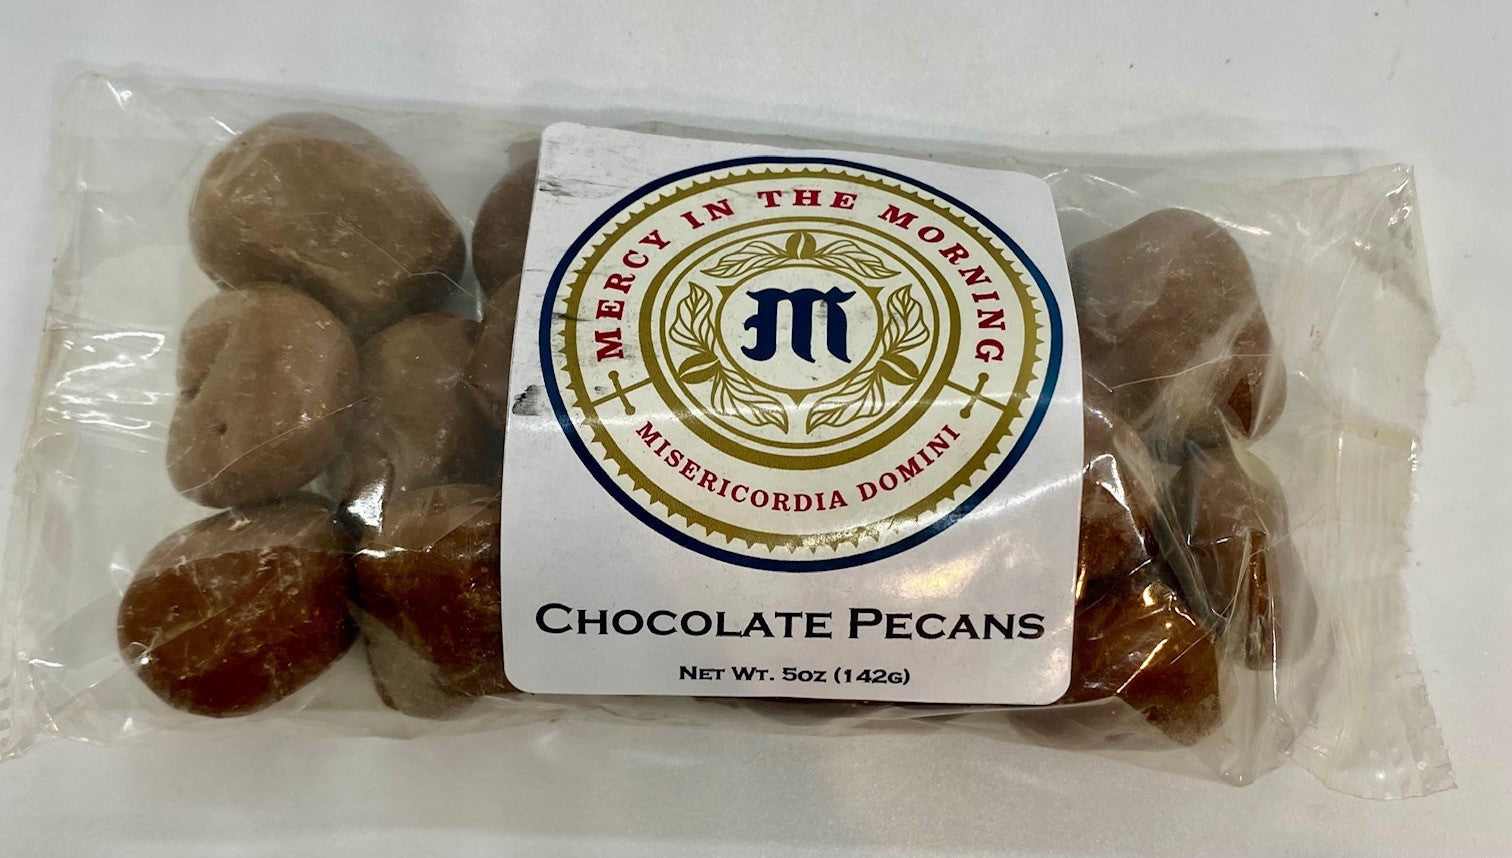 MERCY IN THE MORNING
M
MISERICORDIA DOMINI
CHOCOLATE PECANS
NET WT. 5OZ (142G)